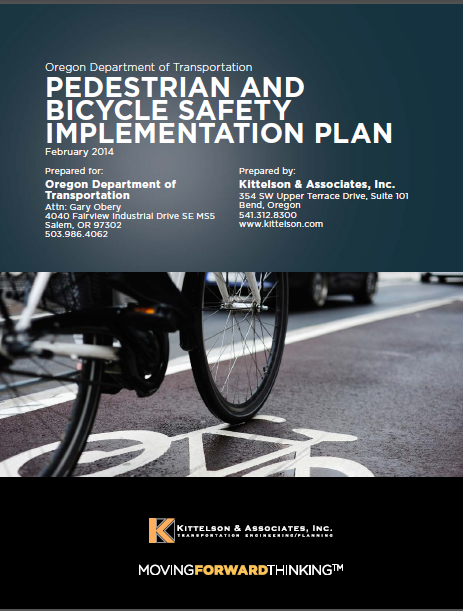 Oregon Department of Transportation
PEDESTRIAN AND
BICYCLE SAFETY
IMPLEMENTATION PLAN
February 2014
Prepared for:
Oregon Department of
Transportation
Attn: Gary Obery
4040 Fairview Industrial Drive SE MS5
Salem, OR 97302
503.986.4062
Prepared by:
Kittelson & Associates, Inc.
354 SW Upper Terrace Drive, Suite 101
Bend, Oregon
541.312.8300
www.kittelson.com
K KITTELSON & ASSOCIATES, INC.
TRANSPORTATION ENGINEERING/PLANNING
MOVINGFORWARDTHINKING™